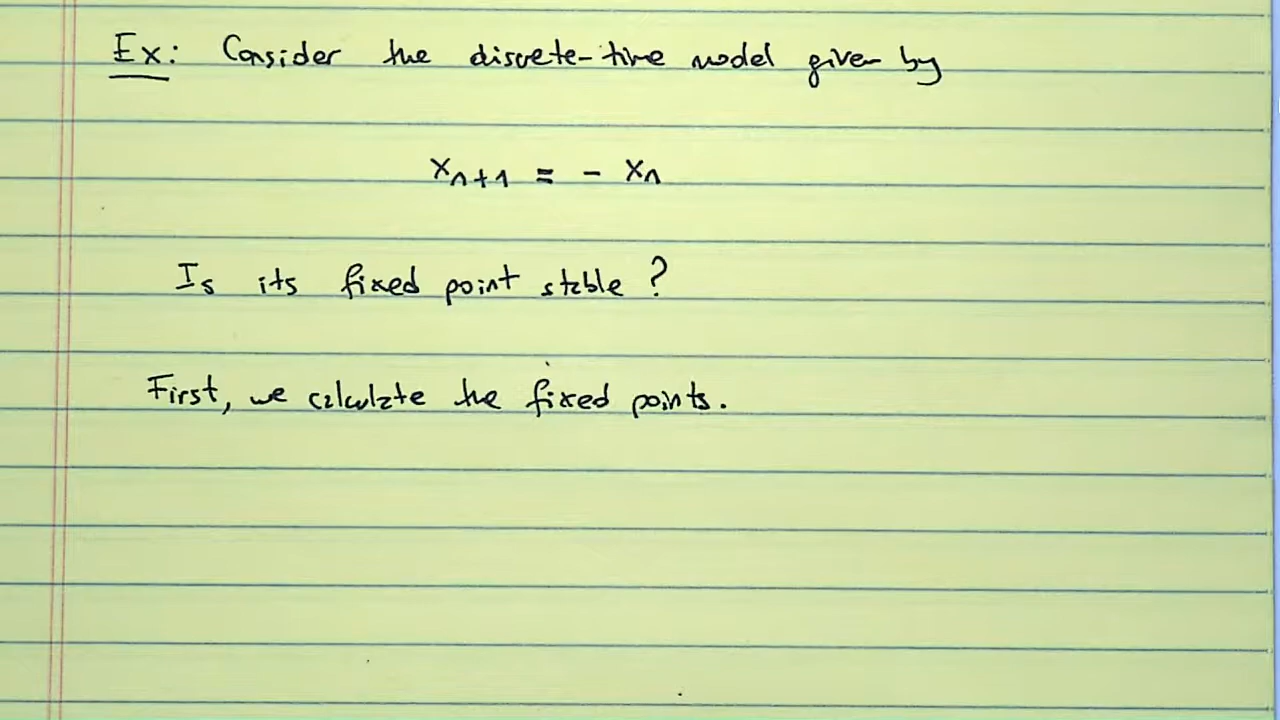 Ex: Consider the discrete-time model given by
xn+1 = - xn
Is its fixed point stable?
First, we calculate the fixed points.